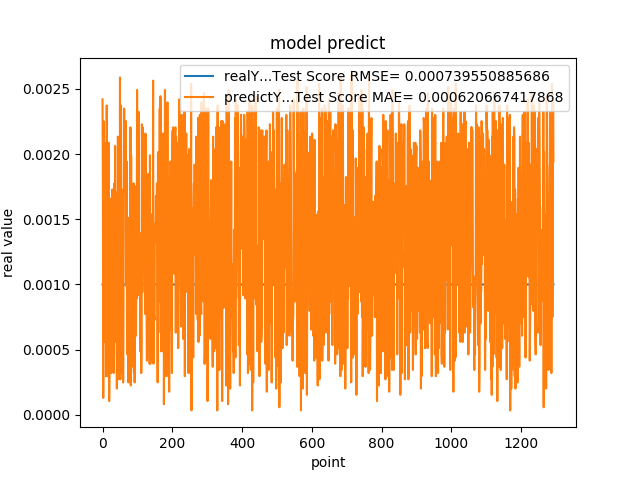 model predict
realY...Test Score RMSE= 0.000739550885686
predictY...Test Score MAE= 0.000620667417868
0.0025
0.0020
0.0015
0.0010
0.0005
0.0000
real value
0 200 400 600 800 1000 1200
point